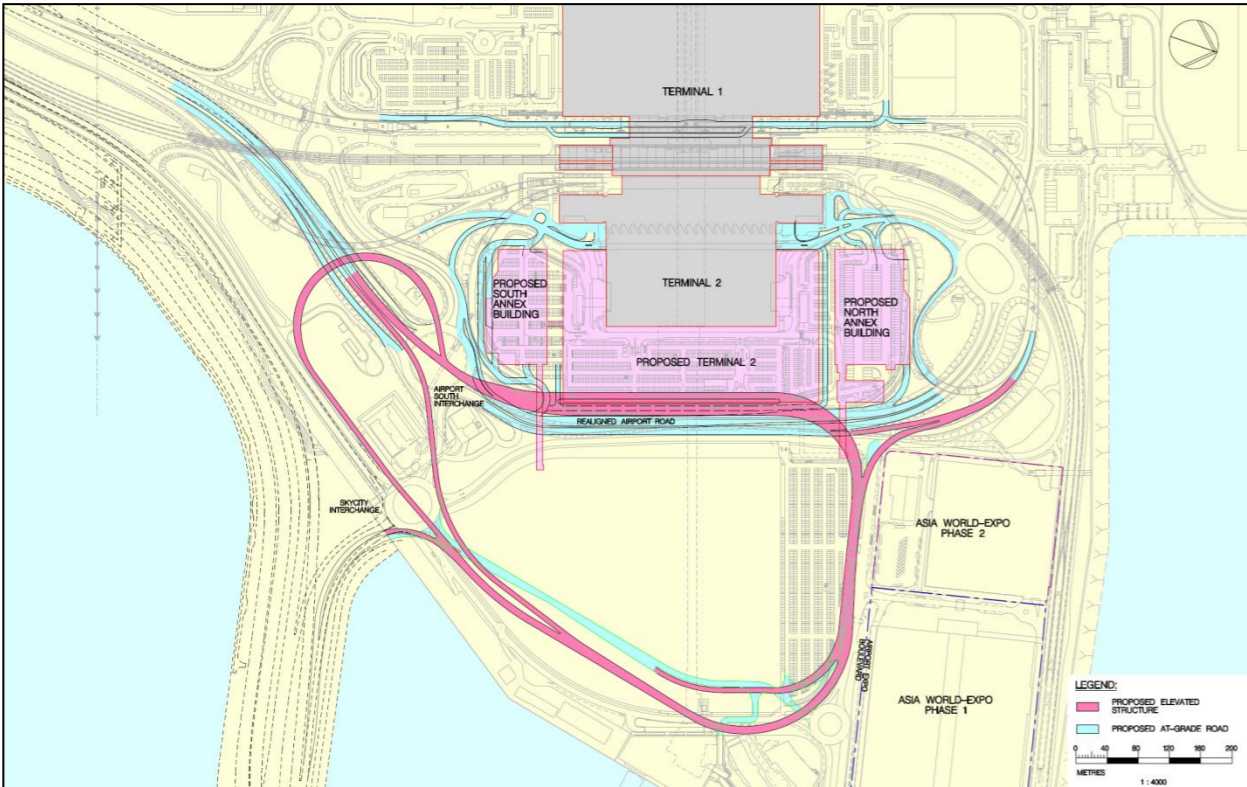 TERMINAL 1
TERMINAL 2
PROPOSED
SOUTH
ANNEX
BUILDING
PROPOSED
NORTH
ANNEX
BUILDING
PROPOSED TERMINAL 2
AIRPORT
SOUTH
INTERCHANGE
REALIGNED AIRPORT ROAD
SKYCITY
INTERCHANGE
ASIA WORLD-EXPO
PHASE 2
AIRPORT EXPO
BOULEVARD
ASIA WORLD-EXPO
PHASE 1
LEGEND:
PROPOSED ELEVATED
STRUCTURE
PROPOSED AT-GRADE ROAD
0 40 80 120 160 200
METRES
1 : 4000